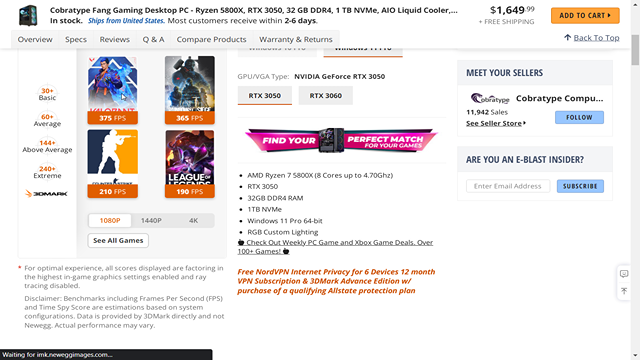 Cobratype Fang Gaming Desktop PC - Ryzen 5800X, RTX 3050, 32 GB DDR4 RAM, 1 TB NVMe, AIO Liquid Cooler,...
In stock. Ships from United States. Most customers receive within 2-6 days.
$1,649.99
+ FREE SHIPPING
ADD TO CART
Overview Specs Reviews Q & A Compare Products Warranty & Returns
Back To Top
30+
Basic
60+
Average
144+
Above Average
240+
Extreme
3DMARK
375 FPS
365 FPS
210 FPS
LEAGUE OF
LEGENDS
190 FPS
1080P 1440P 4K
See All Games
* For optimal experience, all scores displayed are factoring in
the highest in-game graphics settings enabled and ray
tracing disabled.
Disclaimer: Benchmarks including Frames Per Second (FPS)
and Time Spy Score are estimations based on system
configurations. Data is provided by 3DMark directly and not
Newegg. Actual performance may vary.
GPU/VGA Type: NVIDIA GeForce RTX 3050
RTX 3050 RTX 3060
FIND YOUR PERFECT MATCH
FOR YOUR GAMES
AMD Ryzen 7 5800X (8 Cores up to 4.70Ghz)
RTX 3050
32GB DDR4 RAM
1TB NVMe
Windows 11 Pro 64-bit
RGB Custom Lighting
Check Out Weekly PC Game and Xbox Game Deals, Over
100+ Games!
Free NordVPN Internet Privacy for 6 Devices 12 month
VPN Subscription & 3DMark Advance Edition w/
purchase of a qualifying Allstate protection plan
MEET YOUR SELLERS
Cobratype
Cobratype Compu...
11,942 Sales
See Seller Store
FOLLOW
ARE YOU AN E-BLAST INSIDER?
Enter Email Address
SUBSCRIBE
Waiting for imk.neweggimages.com...